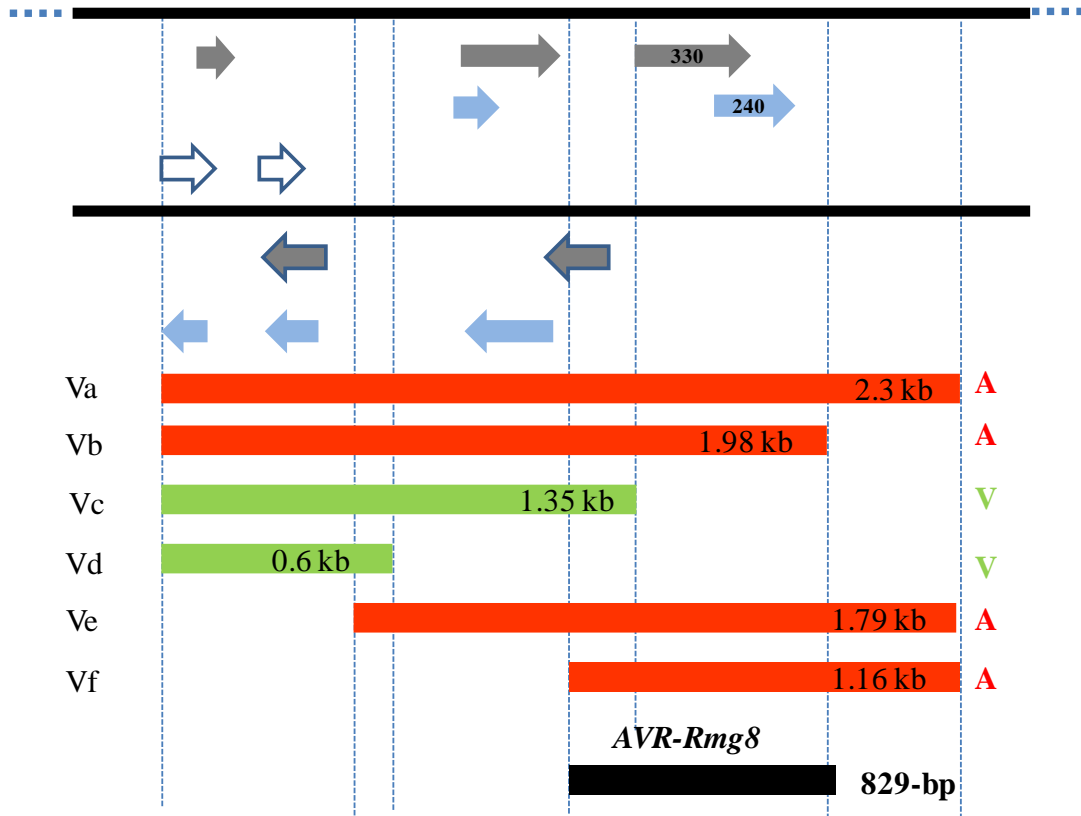 330
240
Va 2.3 kb A
Vb 1.98 kb A
Vc 1.35 kb V
Vd 0.6 kb V
Ve 1.79 kb A
Vf 1.16 kb A
AVR-Rmg8
829-bp